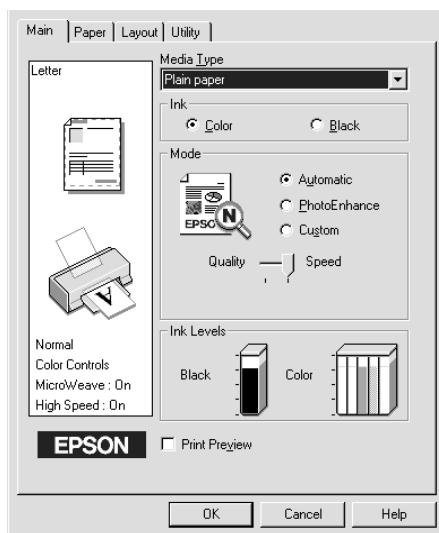 Main Paper Layout Utility
Letter
Media Type
Plain paper
Ink
Color Black
Mode
EPSO N
Automatic
PhotoEnhance
Custom
Quality Speed
A
Normal
Color Controls
MicroWeave : On
High Speed : On
Ink Levels
Black Color
EPSON
Print Preview
OK Cancel Help